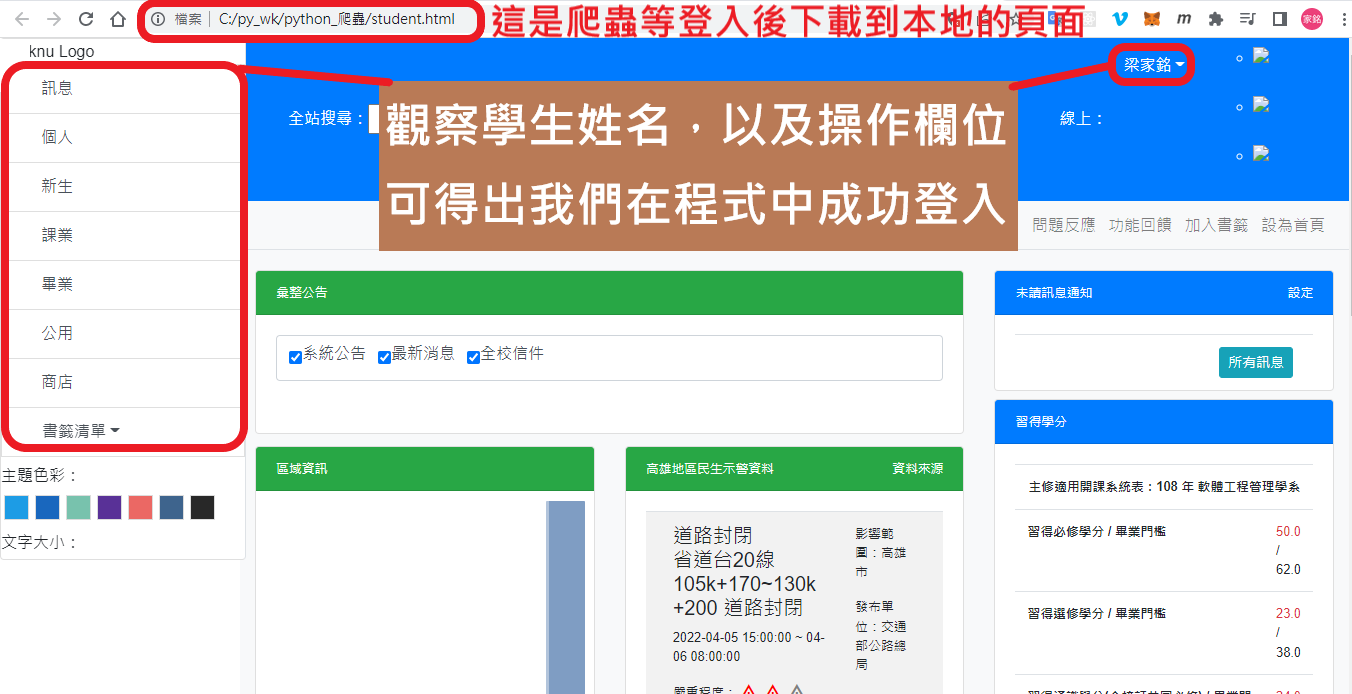 檔案 C:/py_wk/python_爬蟲/student.html
這是爬蟲等登入後下載到本地的頁面
家銘
knu Logo
梁家銘
訊息
個人
新生
課業
畢業
公用
商店
書籤清單
主題色彩：
文字大小：
全站搜尋：
線上：
觀察學生姓名，以及操作欄位
可得出我們在程式中成功登入
問題反應 功能回饋 加入書籤 設為首頁
彙整公告
系統公告 最新消息 全校信件
區域資訊
高雄地區民生示警資料 資料來源
道路封閉
省道台20線
105k+170~130k
+200 道路封閉
2022-04-05 15:00:00 ~ 04-
06 08:00:00
嚴重程度：
影響範
圍：高雄
市
發布單
位：交通
部公路總
局
未讀訊息通知 設定
所有訊息
習得學分
主修適用開課系統表：108 年 軟體工程管理學系
習得必修學分 / 畢業門檻
50.0
/
62.0
習得選修學分 / 畢業門檻
23.0
/
38.0